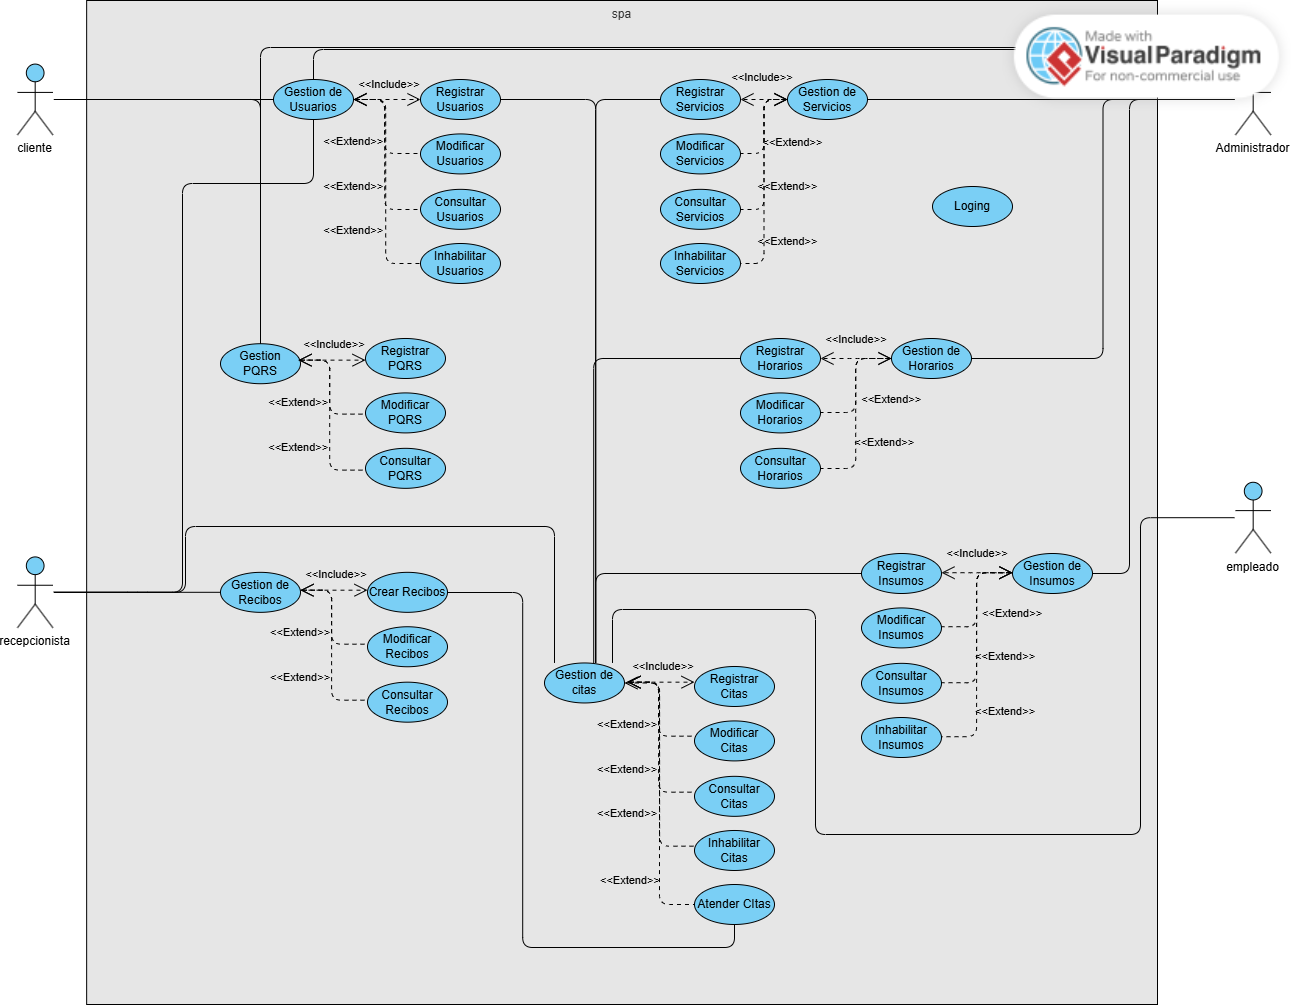 spa
Made with
Visual Paradigm
For non-commercial use
cliente
Administrador
recepcionista
empleado
Gestion de
Usuarios
<<Include>>
Registrar
Usuarios
<<Extend>>
Modificar
Usuarios
<<Extend>>
Consultar
Usuarios
<<Extend>>
Inhabilitar
Usuarios
Registrar
Servicios
<<Include>>
Gestion de
Servicios
<<Extend>>
Modificar
Servicios
<<Extend>>
Consultar
Servicios
<<Extend>>
Inhabilitar
Servicios
Loging
Gestion
PQRS
<<Include>>
Registrar
PQRS
<<Extend>>
Modificar
PQRS
<<Extend>>
Consultar
PQRS
Registrar
Horarios
<<Include>>
Gestion de
Horarios
<<Extend>>
Modificar
Horarios
<<Extend>>
Consultar
Horarios
Gestion de
Recibos
<<Include>>
Crear Recibos
<<Extend>>
Modificar
Recibos
<<Extend>>
Consultar
Recibos
Registrar
Insumos
<<Include>>
Gestion de
Insumos
<<Extend>>
Modificar
Insumos
<<Extend>>
Consultar
Insumos
<<Extend>>
Inhabilitar
Insumos
Gestion de
citas
<<Include>>
Registrar
Citas
<<Extend>>
Modificar
Citas
<<Extend>>
Consultar
Citas
<<Extend>>
Inhabilitar
Citas
<<Extend>>
Atender CItas